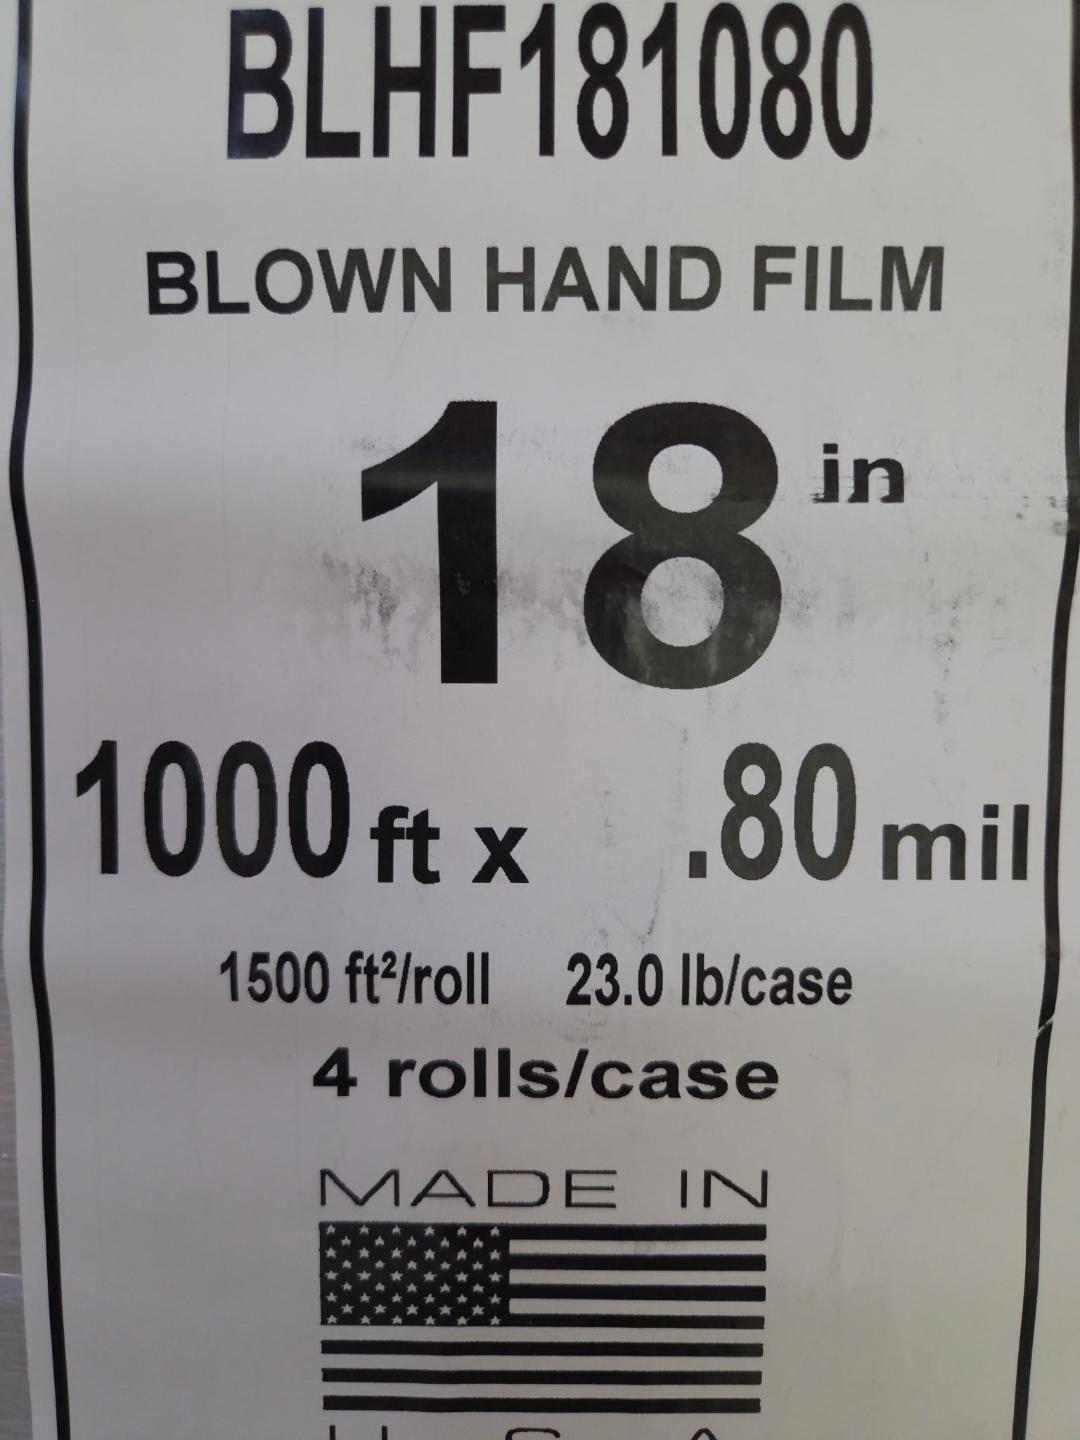 BLHF181080
BLOWN HAND FILM
18 in
1000 ft x .80 mil
1500 ft²/roll 23.0 lb/case
4 rolls/case
MADE IN
U S A